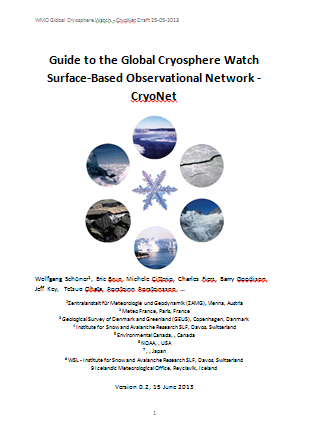 WMO Global Cryosphere Watch - CryoNet Draft 25-05-2013
Guide to the Global Cryosphere Watch
Surface-Based Observational Network -
CryoNet
Wolfgang Schöner¹, Eric Brun, Michele Citterio, Charles Fierz, Barry Goodison,
Jeff Key, Tetsuo Ohata,
¹Zentralanstalt für Meteorologie und Geodynamik (ZAMG), Vienna, Austria
² Meteo France, Paris, France
³ Geological Survey of Denmark and Greenland (GEUS), Copenhagen, Danmark
⁴ Institute for Snow and Avalanche Research SLF, Davos, Switzerland
⁵ Environmental Canada, , Canada
⁶ NOAA, , USA
⁷ , , Japan
⁸ WSL - Institute for Snow and Avalanche Research SLF, Davos, Switzerland
9 Icelandic Meteorological Office, Reycjavik, Iceland
Version 0.2, 15 June 2013
1